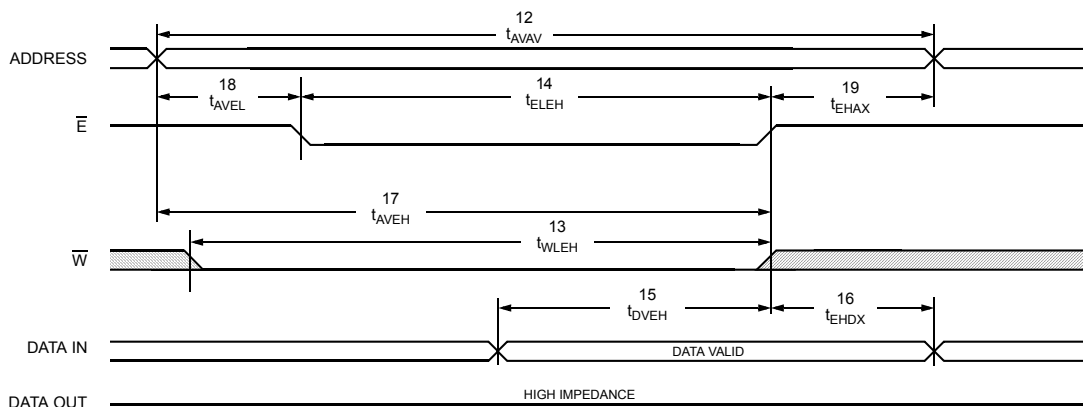 12
tAVAV
ADDRESS
18
tAVEL
14
tELEH
19
tEHAX
E
17
tAVEH
13
tWLEH
W
15
tDVEH
16
tEHDX
DATA IN
DATA VALID
DATA OUT
HIGH IMPEDANCE